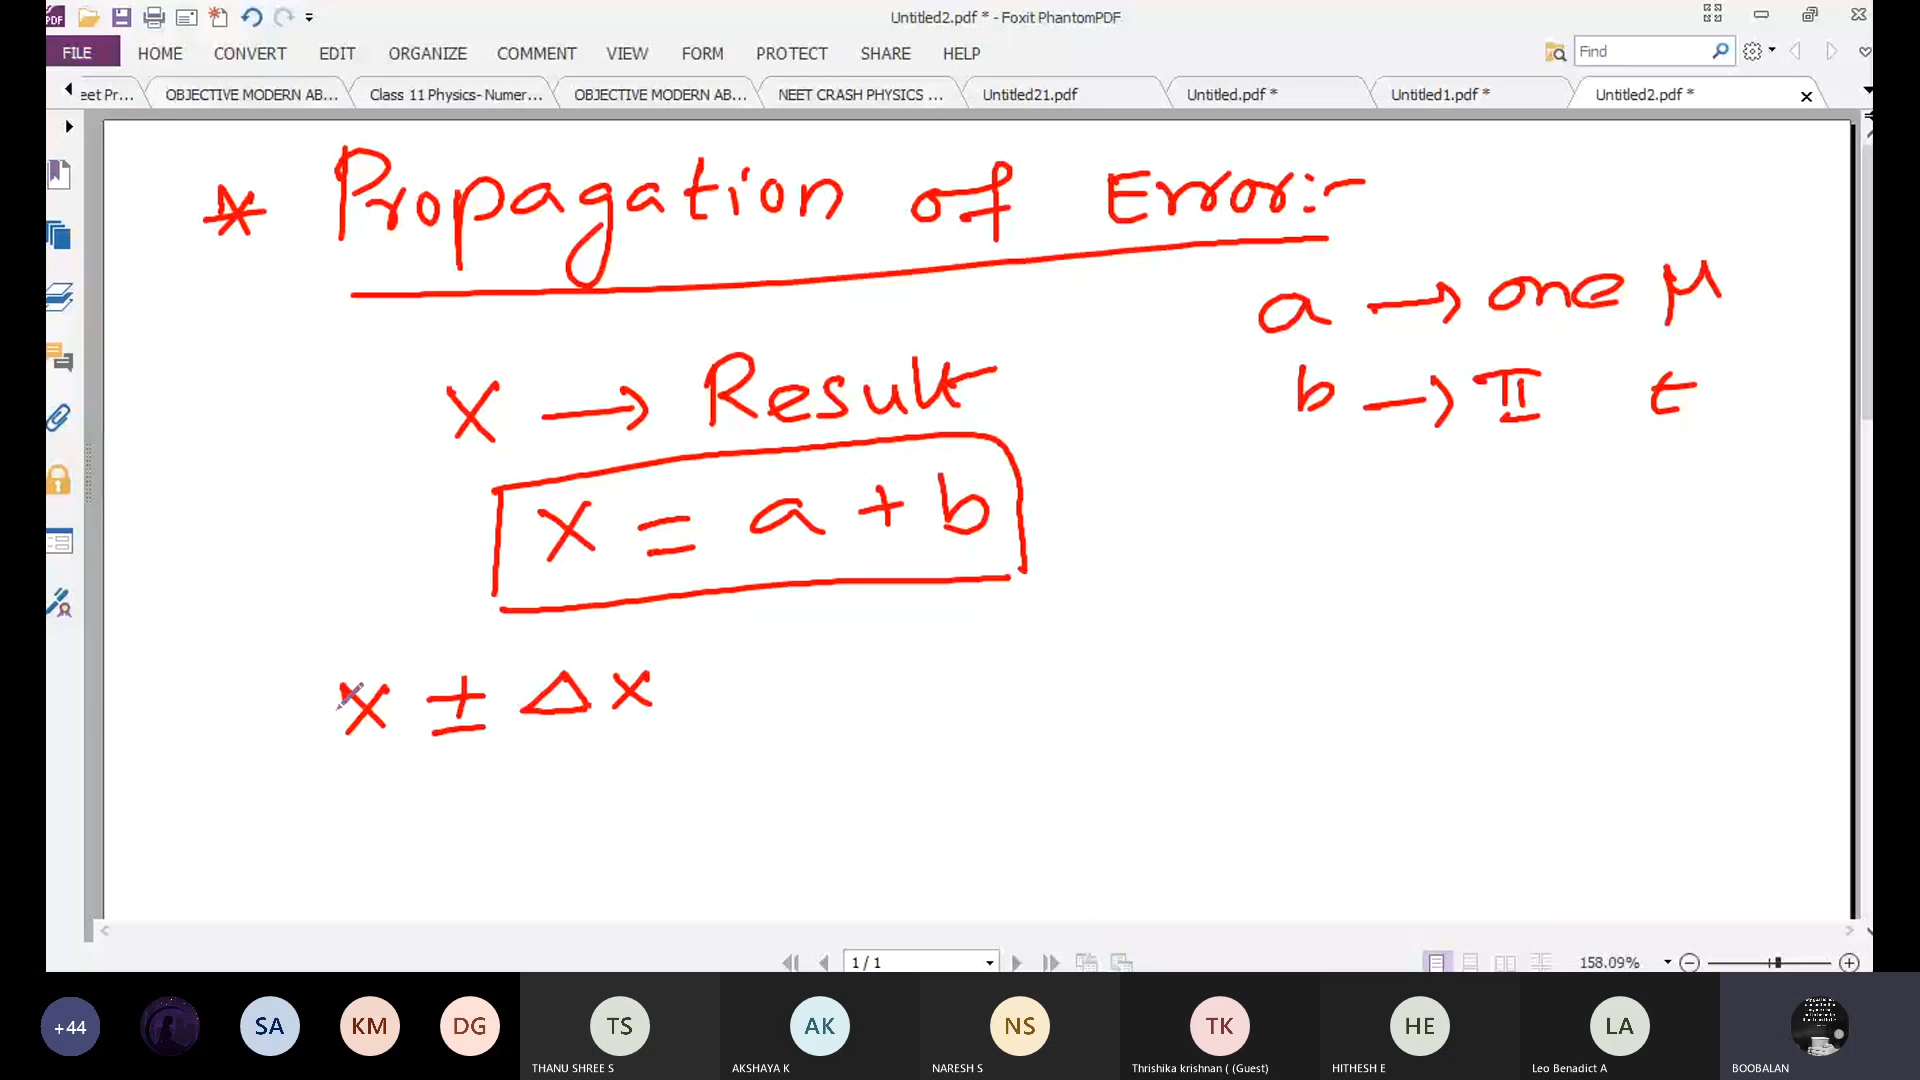 Untitled2.pdf * - Foxit PhantomPDF
FILE HOME CONVERT EDIT ORGANIZE COMMENT VIEW FORM PROTECT SHARE HELP
Find
eet Pr... OBJECTIVE MODERN AB... Class 11 Physics- Numer... OBJECTIVE MODERN AB... NEET CRASH PHYSICS ... Untitled21.pdf Untitled.pdf * Untitled1.pdf * Untitled2.pdf *
* Propagation of Error:-
a → one M
b → II t
X → Result
X = a + b
X ± Δ x
1 / 1
158.09%
+44 SA KM DG TS AK NS TK HE LA
THANU SHREE S AKSHAYA K NARESH S Thrishika krishnan ( (Guest) HITHESH E Leo Benadict A BOOBALAN